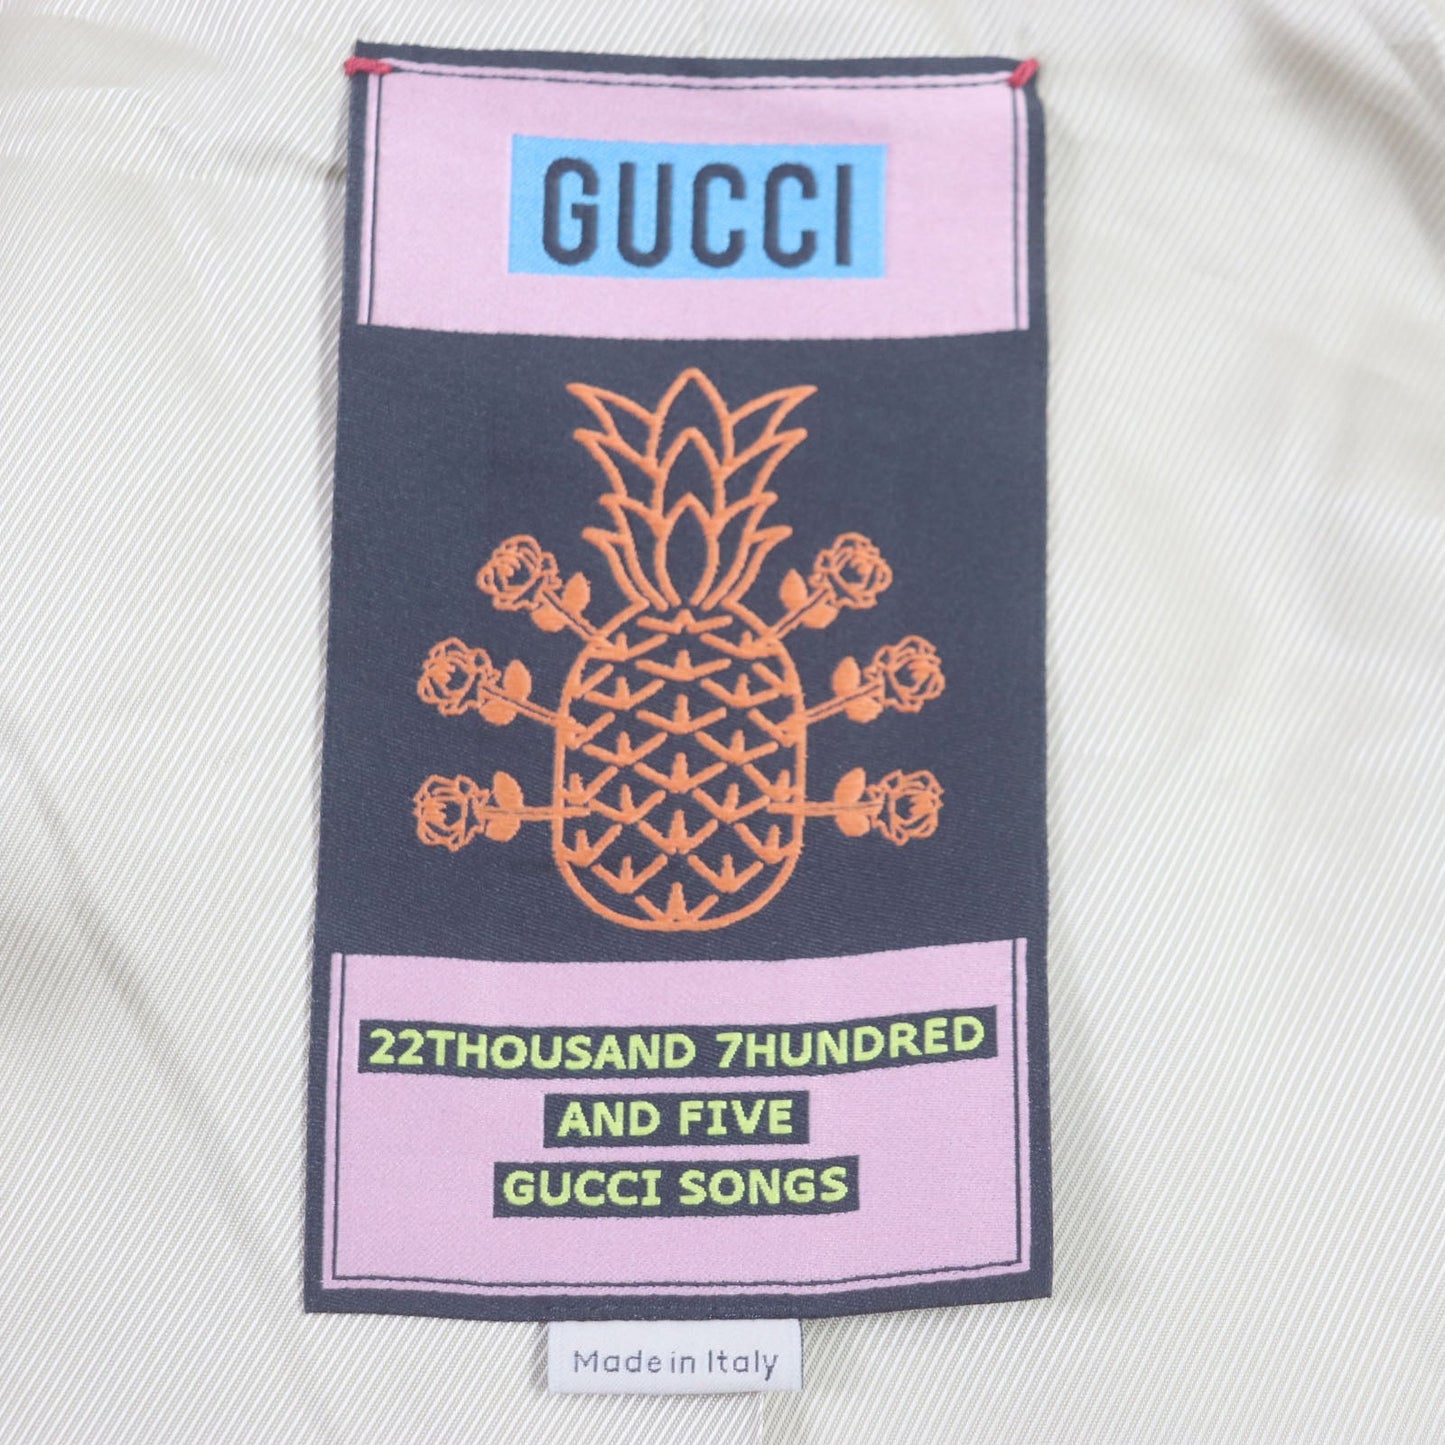 GUCCI
22THOUSAND 7HUNDRED
AND FIVE
GUCCI SONGS
Made in Italy